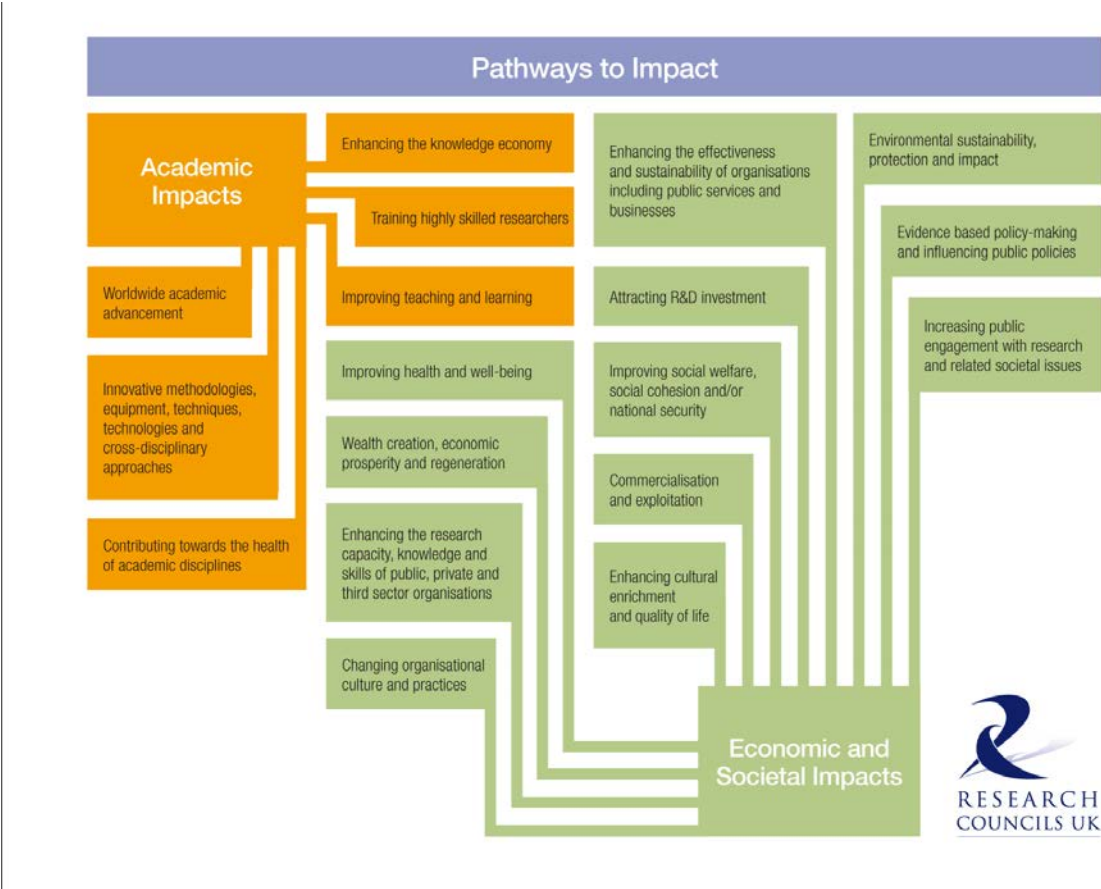 Pathways to Impact
Academic
Impacts
Worldwide academic
advancement
Innovative methodologies,
equipment, techniques,
technologies and
cross-disciplinary
approaches
Contributing towards the health
of academic disciplines
Enhancing the knowledge economy
Training highly skilled researchers
Improving teaching and learning
Improving health and well-being
Wealth creation, economic
prosperity and regeneration
Enhancing the research
capacity, knowledge and
skills of public, private and
third sector organisations
Changing organisational
culture and practices
Enhancing the effectiveness
and sustainability of organisations
including public services and
businesses
Attracting R&D investment
Improving social welfare,
social cohesion and/or
national security
Commercialisation
and exploitation
Enhancing cultural
enrichment
and quality of life
Environmental sustainability,
protection and impact
Evidence based policy-making
and influencing public policies
Increasing public
engagement with research
and related societal issues
Economic and
Societal Impacts
RESEARCH
COUNCILS UK